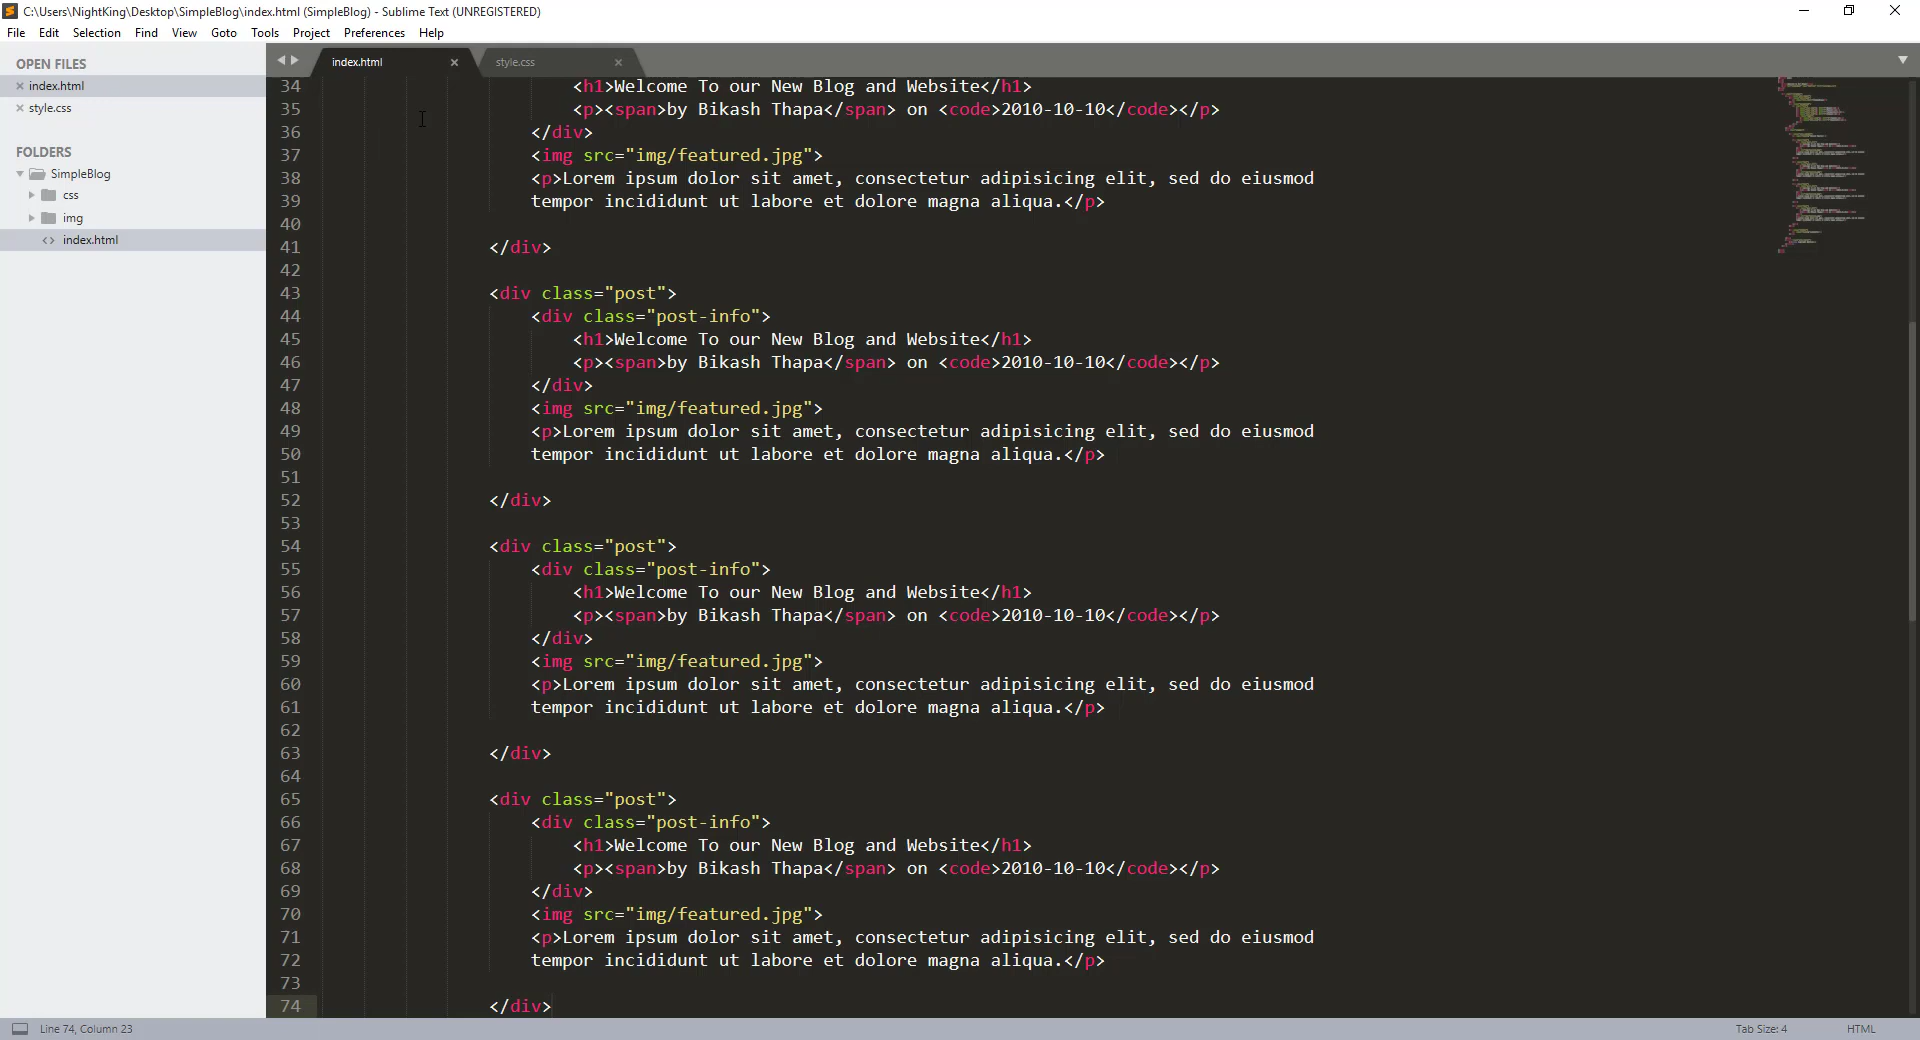 C:\Users\NightKing\Desktop\SimpleBlog\index.html (SimpleBlog) - Sublime Text (UNREGISTERED)
File Edit Selection Find View Goto Tools Project Preferences Help
OPEN FILES
index.html
style.css
FOLDERS
SimpleBlog
css
img
index.html
index.html style.css
34 <h1>Welcome To our New Blog and Website</h1>
35 <p><span>by Bikash Thapa</span> on <code>2010-10-10</code></p>
36 </div>
37 <img src="img/featured.jpg">
38 <p>Lorem ipsum dolor sit amet, consectetur adipisicing elit, sed do eiusmod
39 tempor incididunt ut labore et dolore magna aliqua.</p>
40
41 </div>
42
43 <div class="post">
44 <div class="post-info">
45 <h1>Welcome To our New Blog and Website</h1>
46 <p><span>by Bikash Thapa</span> on <code>2010-10-10</code></p>
47 </div>
48 <img src="img/featured.jpg">
49 <p>Lorem ipsum dolor sit amet, consectetur adipisicing elit, sed do eiusmod
50 tempor incididunt ut labore et dolore magna aliqua.</p>
51
52 </div>
53
54 <div class="post">
55 <div class="post-info">
56 <h1>Welcome To our New Blog and Website</h1>
57 <p><span>by Bikash Thapa</span> on <code>2010-10-10</code></p>
58 </div>
59 <img src="img/featured.jpg">
60 <p>Lorem ipsum dolor sit amet, consectetur adipisicing elit, sed do eiusmod
61 tempor incididunt ut labore et dolore magna aliqua.</p>
62
63 </div>
64
65 <div class="post">
66 <div class="post-info">
67 <h1>Welcome To our New Blog and Website</h1>
68 <p><span>by Bikash Thapa</span> on <code>2010-10-10</code></p>
69 </div>
70 <img src="img/featured.jpg">
71 <p>Lorem ipsum dolor sit amet, consectetur adipisicing elit, sed do eiusmod
72 tempor incididunt ut labore et dolore magna aliqua.</p>
73
74 </div>
Line 74, Column 23 Tab Size: 4 HTML